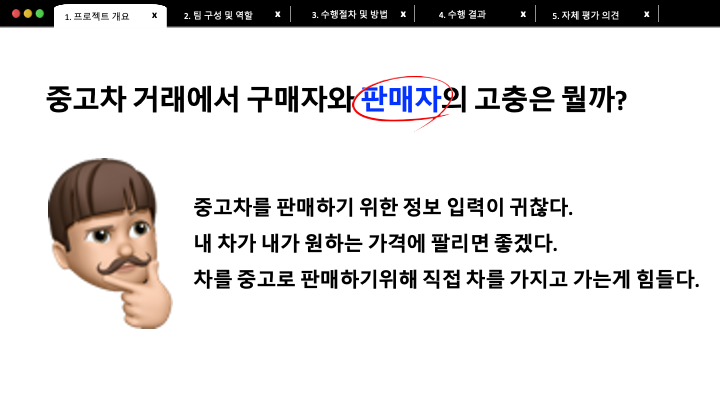 1. 프로젝트 개요 x 2. 팀 구성 및 역할 x 3. 수행절차 및 방법 x 4. 수행 결과 x 5. 자체 평가 의견 x
중고차 거래에서 구매자와 판매자의 고충은 뭘까?
중고차를 판매하기 위한 정보 입력이 귀찮다.
내 차가 내가 원하는 가격에 팔리면 좋겠다.
차를 중고로 판매하기위해 직접 차를 가지고 가는게 힘들다.